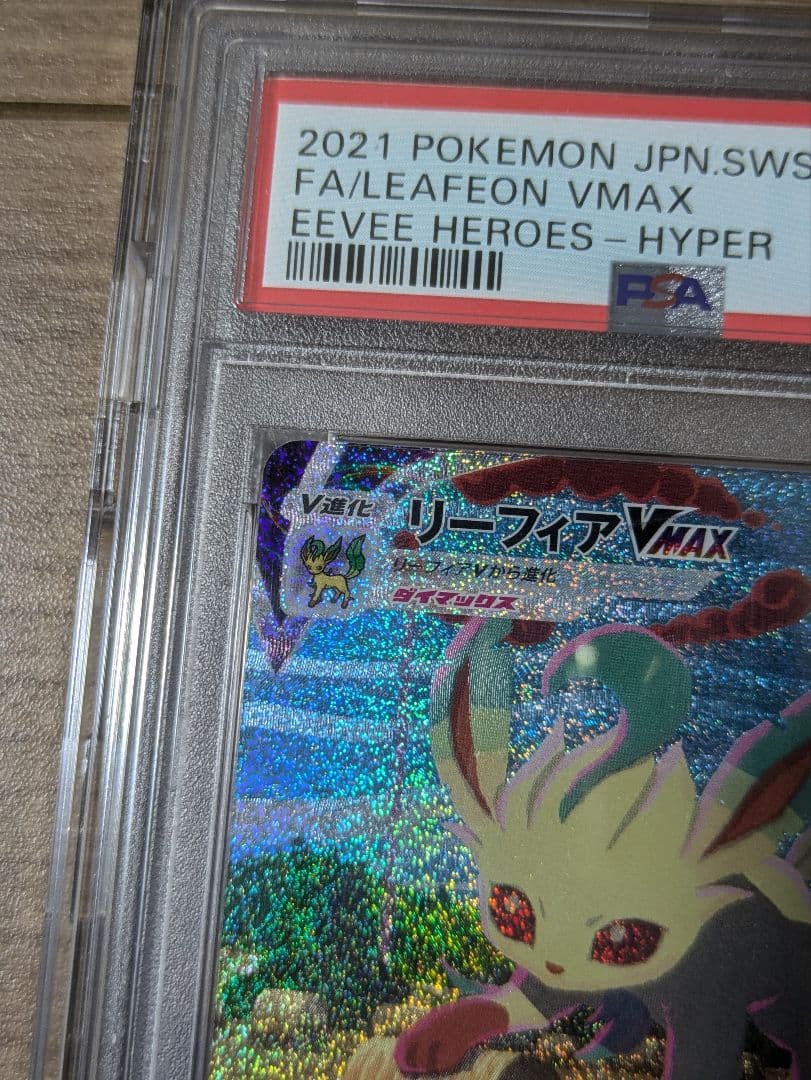 2021 POKEMON JPN.SWS
FA/LEAFEON VMAX
EEVEE HEROES – HYPER
PSA
V進化
リーフィアVMAX
リーフィアVから進化
ダイマックス